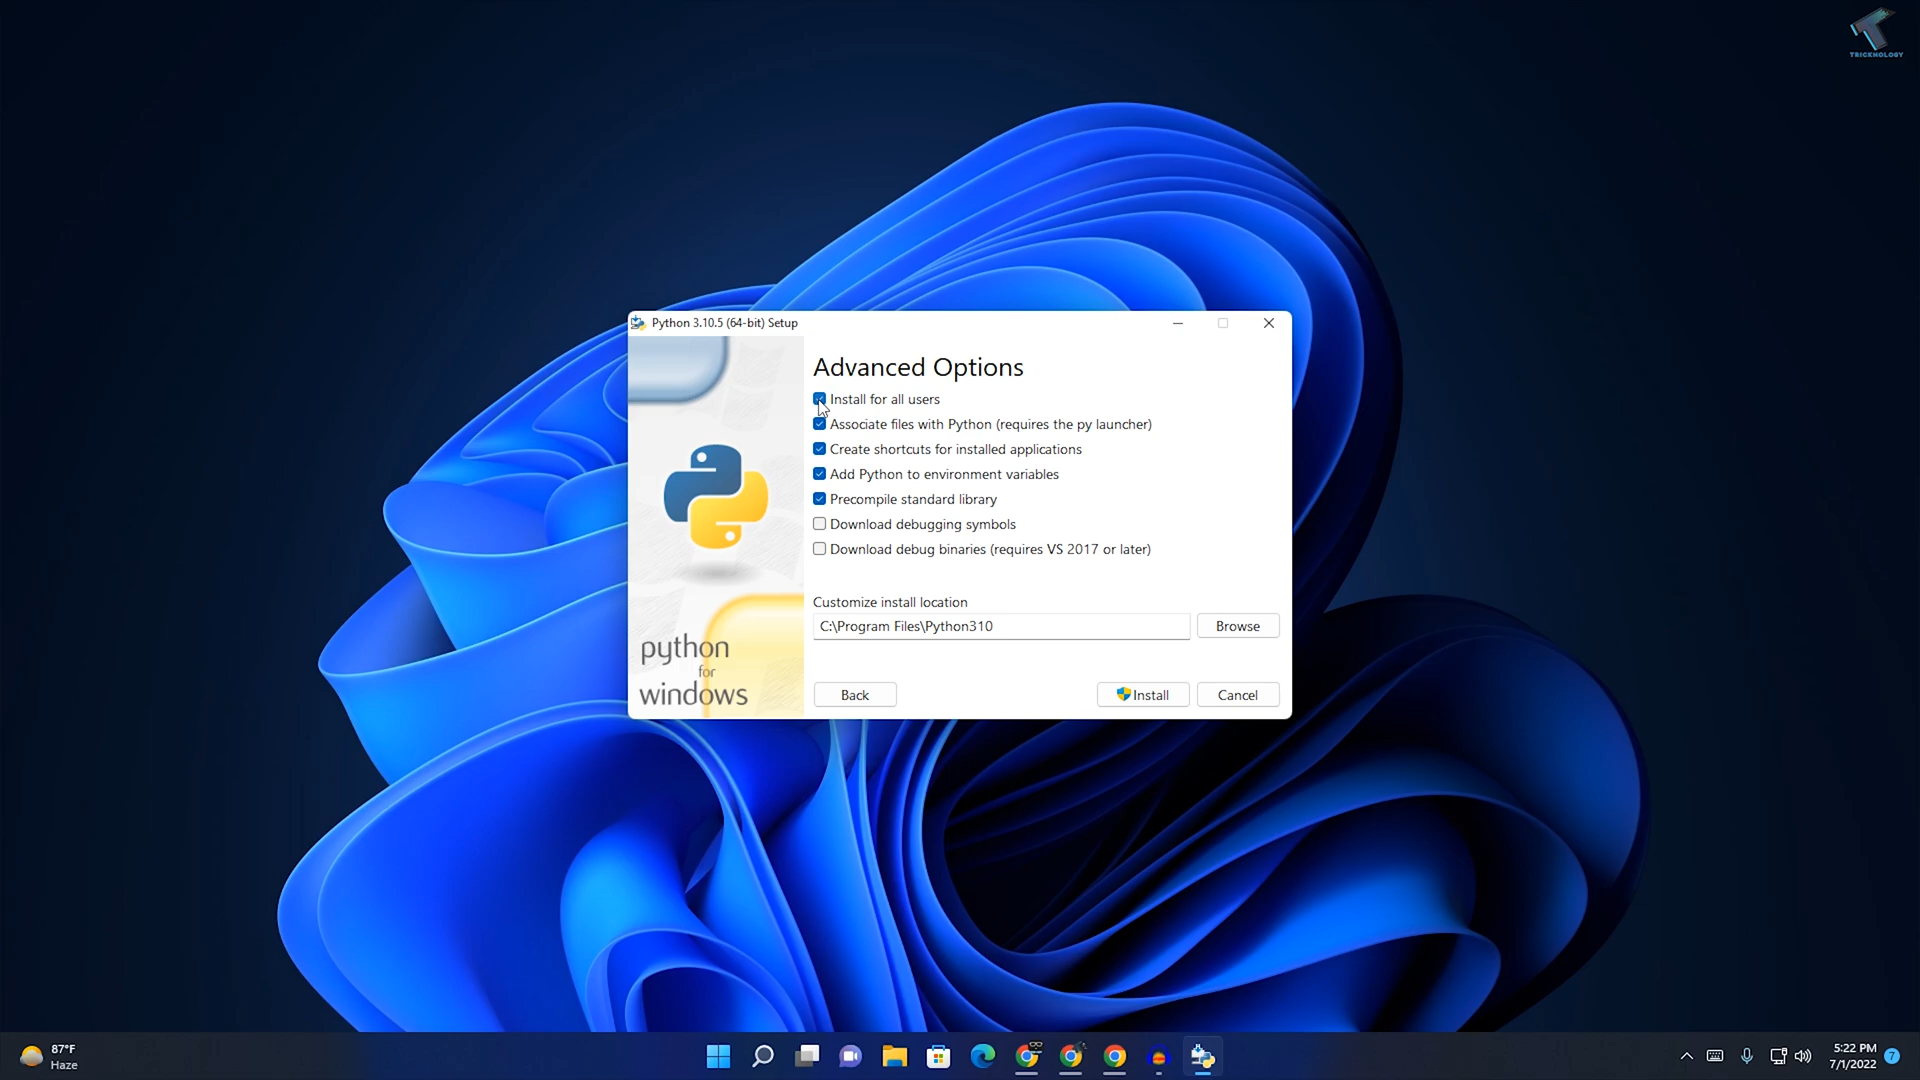 TRICKNOLOGY
Python 3.10.5 (64-bit) Setup
Advanced Options
Install for all users
Associate files with Python (requires the py launcher)
Create shortcuts for installed applications
Add Python to environment variables
Precompile standard library
Download debugging symbols
Download debug binaries (requires VS 2017 or later)
Customize install location
C:\Program Files\Python310
Browse
python
for
windows
Back
Install
Cancel
87°F
Haze
5:22 PM
7/1/2022
7